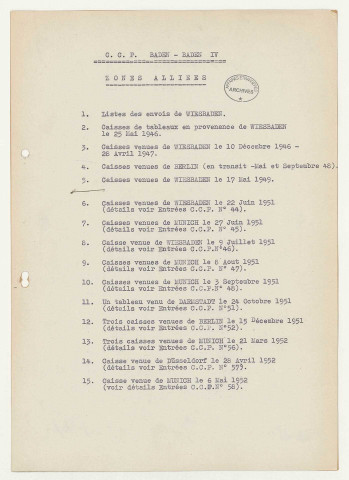 C. C. P. BADEN - BADEN IV
ZONES ALLIEES
ARCHIVES
1. Listes des envois de WIESBADEN.
2. Caisses de tableaux en provenance de WIESBADEN
le 25 Mai 1946.
3. Caisses venues de WIESBADEN le 10 Décembre 1946 -
26 Avril 1947.
4. Caisses venues de BERLIN (en transit -Mai et Septembre 48).
5. Caisses venues de WIESBADEN le 17 Mai 1949.
6. Caisses venues de WIESBADEN le 22 Juin 1951
(détails voir Entrées C.C.P. N° 44).
7. Caisses venues de MUNICH le 27 Juin 1951
(détails voir Entrées C.C.P. N° 45).
8. Caisse venue de WIESBADEN le 9 Juillet 1951
(détails voir Entrées C.C.P.N°46).
9. Caisses venues de MUNICH le 8 Aout 1951
(détails voir Entrées C.C.P. N° 47).
10. Caisses venues de MUNICH le 3 Septembre 1951
(détails voir Entrées C.C.P. N° 48).
11. Un tableau venu de DARMSTADT le 24 Octobre 1951
(détails voir Entrées C.C.P. N°51).
12. Trois caisses venues de BERLIN le 15 Décembre 1951
(détails voir Entrées C.C.P. N°52).
13. Trois caisses venues de MUNICH le 21 Mars 1952
(détails voir Entrées C.C.P. N°56).
14. Caisse venue de Düsseldorf le 28 Avril 1952
(détails voir Entrées C.C.P. N° 57).
15. Caisse venue de MUNICH le 6 Mai 1952
(voir détails Entrées C.C.P. N° 58).